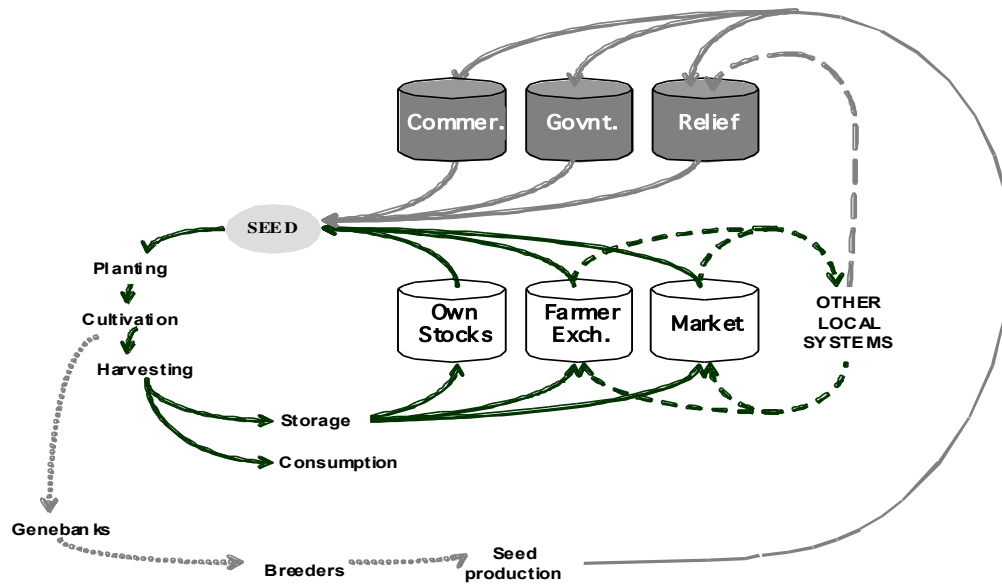 Commer.
Govnt.
Relief
SEED
Planting
Cultivation
Harvesting
Own
Stocks
Farmer
Exch.
Market
OTHER
LOCAL
SYSTEMS
Storage
Consumption
Genebanks
Breeders
Seed
production